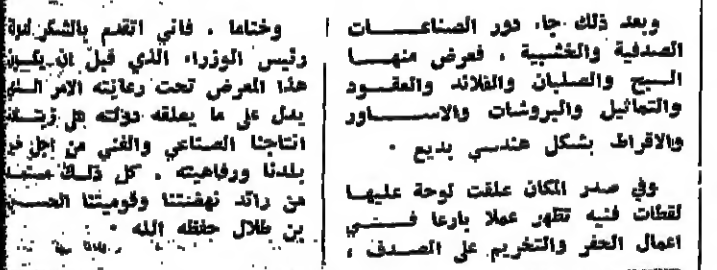 وبعد ذلك جاء دور الصناعات
الصدفية والخشبية ، فعرض منها
السبح والصلبان والقلائد والعقود
والتماثيل والبروشات والاساور
والاقراط بشكل هندسي بديع .
وفي صدر المكان علقت لوحة عليها
لقطات فنيه تظهر عملا بارعا فني
اعمال الحفر والتخريم على الصدف ،
وختاما ، فاني اتقدم بالشكر لدولة
رئيس الوزراء الذي قبل ان يكون
هذا المعرض تحت رعايته الامر الذي
يدل على ما يعلقه دولته على
انتاجنا الصناعي والفني من اجل
بلدنا ورفاهيته . كل ذلك
من رائد نهضتنا وقوميتنا الحسين
بن طلال حفظه الله .